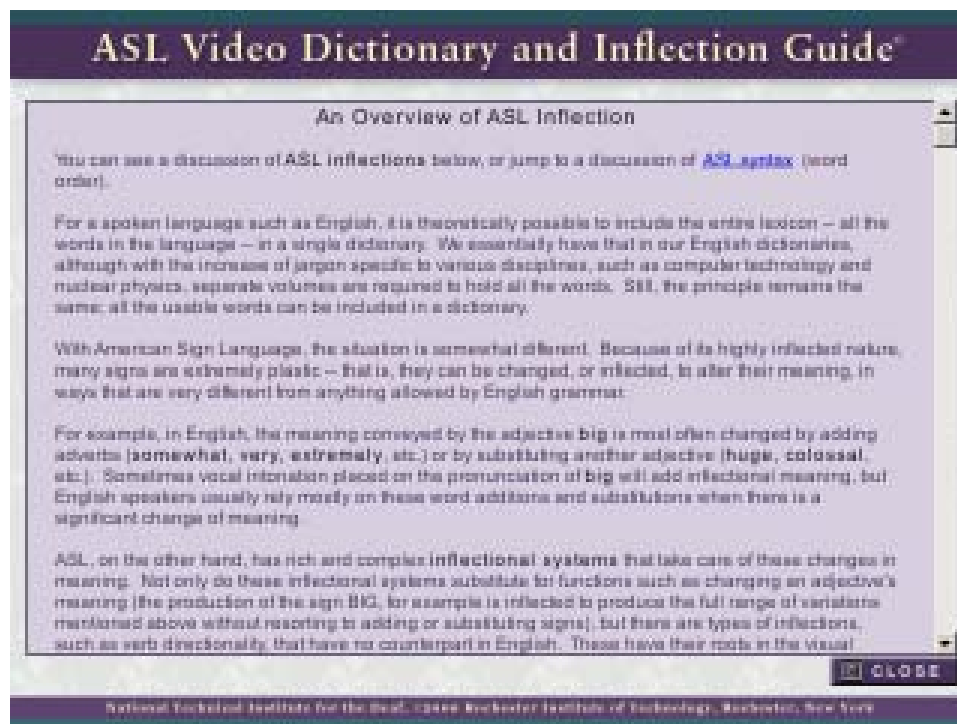 ASL Video Dictionary and Inflection Guide
An Overview of ASL Inflection
You can see a discussion of ASL inflections below, or jump to a discussion of ASL syntax (word
order).
For a spoken language such as English, it is theoretically possible to include the entire lexicon -- all the
words in the language -- in a single dictionary. We essentially have that in our English dictionaries,
although with the increase of jargon specific to various disciplines, such as computer technology and
nuclear physics, separate volumes are required to hold all the words. Still, the principle remains the
same; all the usable words can be included in a dictionary.
With American Sign Language, the situation is somewhat different. Because of its highly inflected nature,
many signs are extremely plastic -- that is, they can be changed, or inflected, to alter their meaning, in
ways that are very different from anything allowed by English grammar.
For example, in English, the meaning conveyed by the adjective big is most often changed by adding
adverbs (somewhat, very, extremely, etc.) or by substituting another adjective (huge, colossal,
etc.). Sometimes vocal intonation placed on the pronunciation of big will add inflectional meaning, but
English speakers usually rely mostly on these word additions and substitutions when there is a
significant change of meaning.
ASL, on the other hand, has rich and complex inflectional systems that take care of these changes in
meaning. Not only do these inflectional systems substitute for functions such as changing an adjective's
meaning (the production of the sign BIG, for example is inflected to produce the full range of variations
mentioned above without resorting to adding or substituting signs), but there are types of inflections,
such as verb directionality, that have no counterpart in English. These have their roots in the visual
CLOSE
National Technical Institute for the Deaf, Rochester Institute of Technology, Rochester, New York